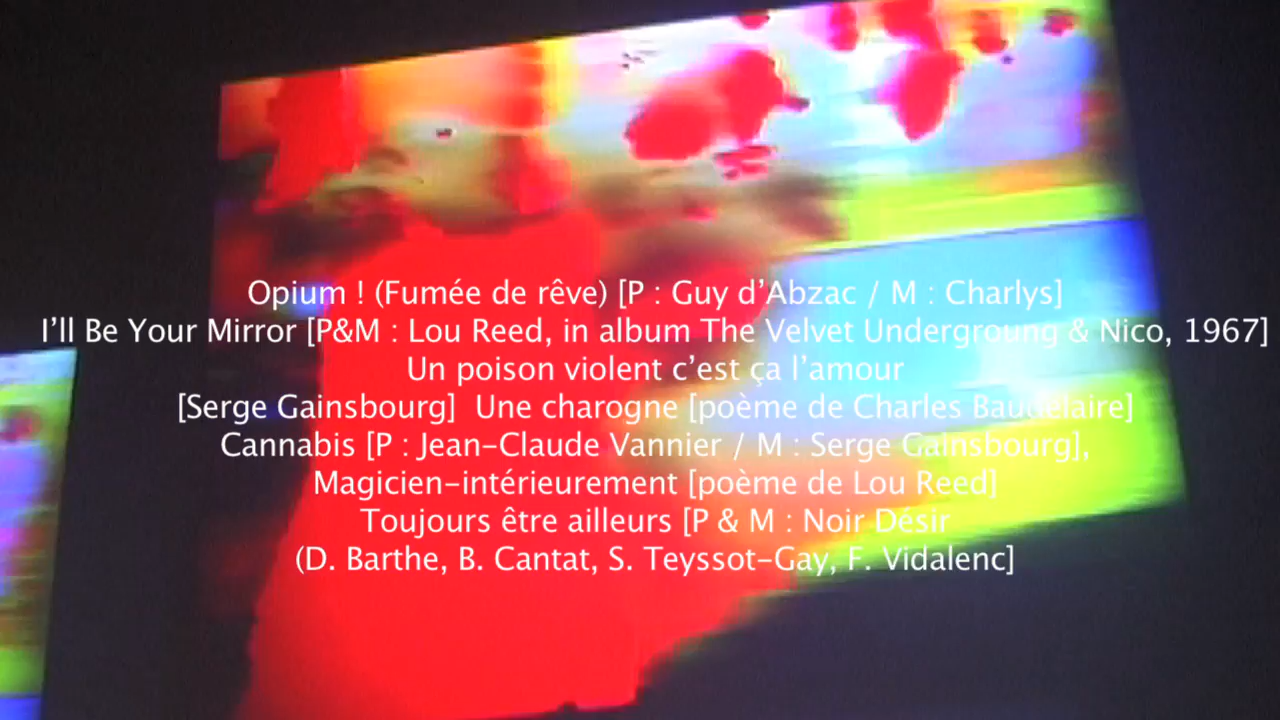 Opium ! (Fumée de rêve) [P : Guy d’Abzac / M : Charlys]
I’ll Be Your Mirror [P&M : Lou Reed, in album The Velvet Undergroung & Nico, 1967]
Un poison violent c’est ça l’amour
[Serge Gainsbourg]  Une charogne [poème de Charles Baudelaire]
Cannabis [P : Jean-Claude Vannier / M : Serge Gainsbourg],
Magicien-intérieurement [poème de Lou Reed]
Toujours être ailleurs [P & M : Noir Désir
(D. Barthe, B. Cantat, S. Teyssot-Gay, F. Vidalenc]